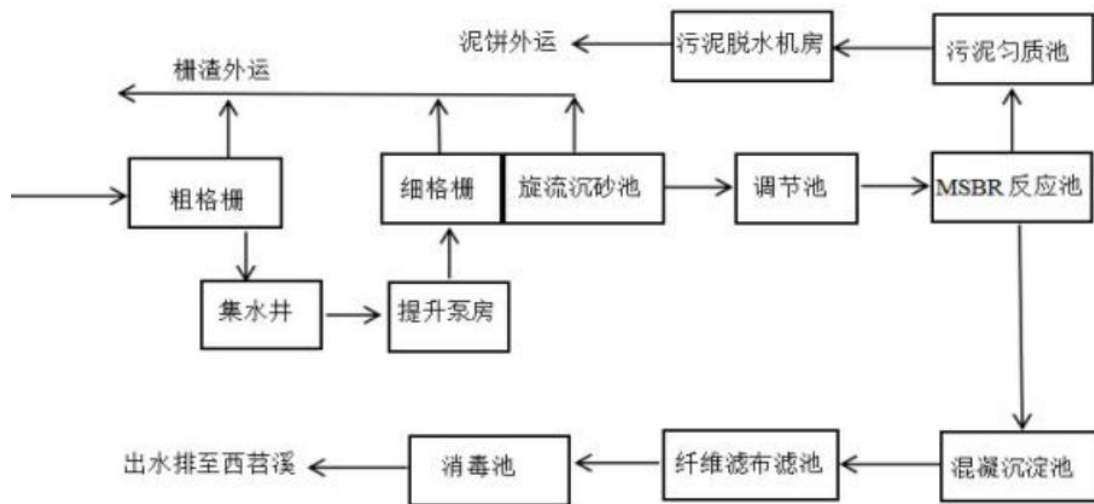 泥饼外运
污泥脱水机房
污泥匀质池
栅渣外运
粗格栅
细格栅
旋流沉砂池
调节池
MSBR 反应池
集水井
提升泵房
出水排至西苕溪
消毒池
纤维滤布滤池
混凝沉淀池